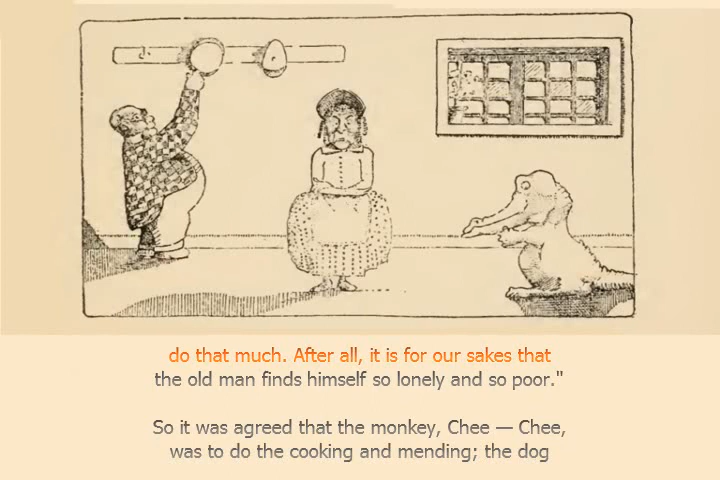 do that much. After all, it is for our sakes that
the old man finds himself so lonely and so poor."
So it was agreed that the monkey, Chee — Chee,
was to do the cooking and mending; the dog